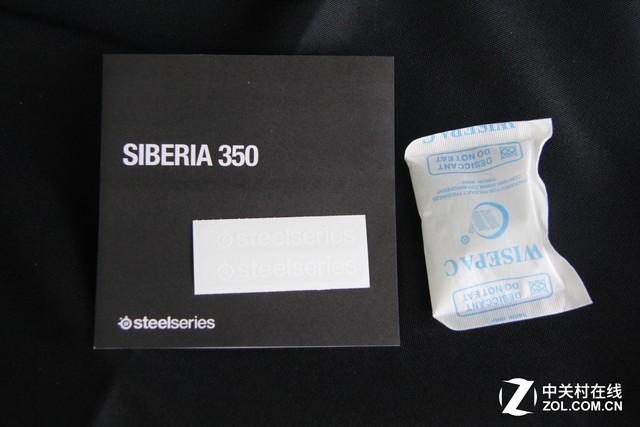 SIBERIA 350
steelseries
steelseries
steelseries
WISEPAC
DESICCANT
DO NOT EAT
WISEPAC
DESICCANT
DO NOT EAT
中关村在线
ZOL.COM.CN